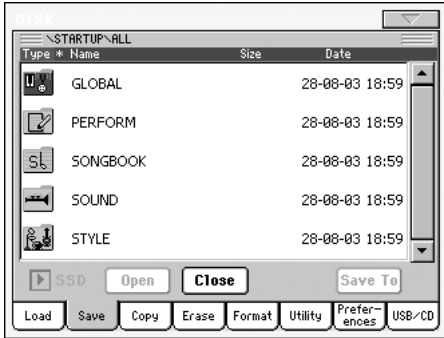 DISK
\STARTUP\ALL
Type * Name Size Date
GLOBAL 28-08-03 18:59
PERFORM 28-08-03 18:59
SONGBOOK 28-08-03 18:59
SOUND 28-08-03 18:59
STYLE 28-08-03 18:59
SSD Open Close Save To
Load Save Copy Erase Format Utility Prefer-ences USB/CD